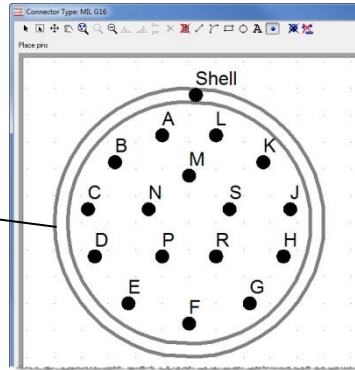 Connector Type: MIL G16
A
Place pins
Shell
A L
B K
M
C N S J
D P R H
E G
F